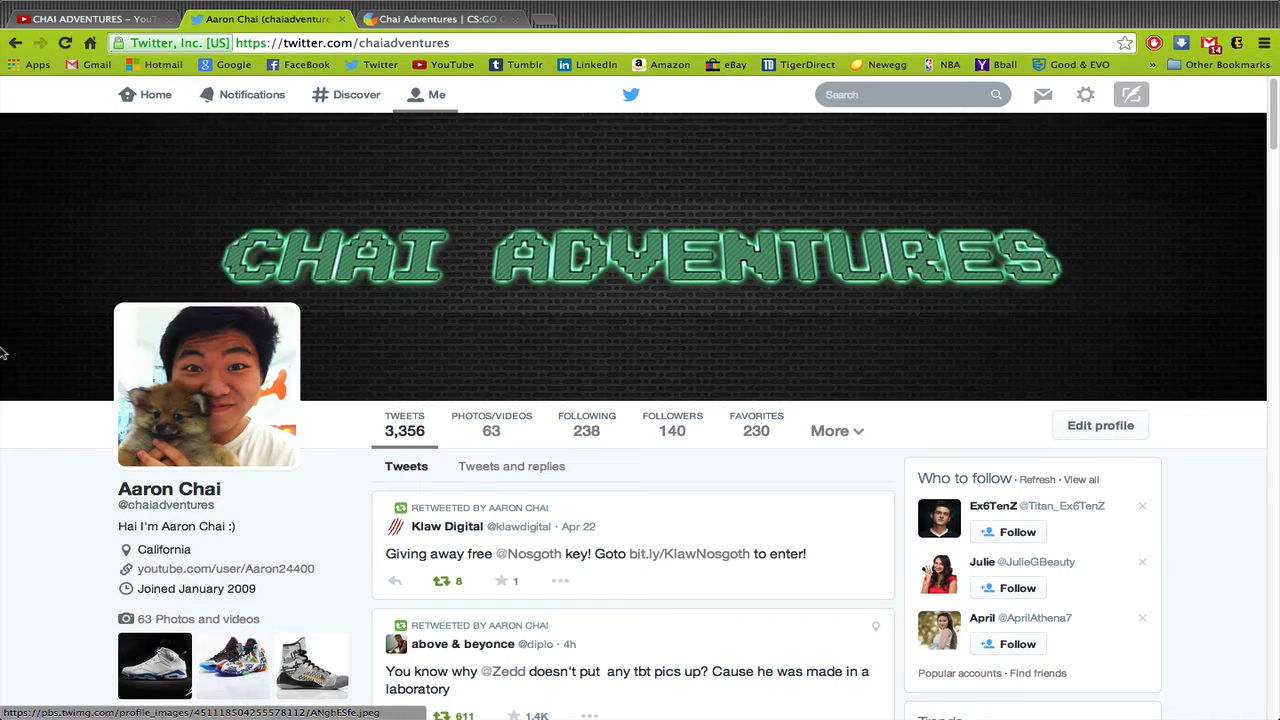 CHAI ADVENTURES – YouT
Aaron Chai (chaiadventure
Chai Adventures | CS:GO
Twitter, Inc. [US]
https://twitter.com/chaiadventures
14
Apps
Gmail
Hotmail
Google
FaceBook
Twitter
YouTube
Tumblr
LinkedIn
Amazon
eBay
TigerDirect
Newegg
NBA
Bball
Good & EVO
»
Other Bookmarks
Home
Notifications
Discover
Me
Search
CHAI ADVENTURES
TWEETS
3,356
PHOTOS/VIDEOS
63
FOLLOWING
238
FOLLOWERS
140
FAVORITES
230
More
Edit profile
Aaron Chai
@chaiadventures
Hai I'm Aaron Chai :)
California
youtube.com/user/Aaron24400
Joined January 2009
63 Photos and videos
Tweets
Tweets and replies
RETWEETED BY AARON CHAI
Klaw Digital @klawdigital · Apr 22
Giving away free @Nosgoth key! Goto bit.ly/KlawNosgoth to enter!
8
1
RETWEETED BY AARON CHAI
above & beyonce @diplo · 4h
You know why @Zedd doesn't put any tbt pics up? Cause he was made in a
laboratory
611
1.4K
Who to follow · Refresh · View all
Ex6TenZ @Titan_Ex6TenZ
Follow
Julie @JulieGBeauty
Follow
April @AprilAthena7
Follow
Popular accounts · Find friends
Trends
https://pbs.twimg.com/profile_images/451118504255578112/ANghESfe.jpeg